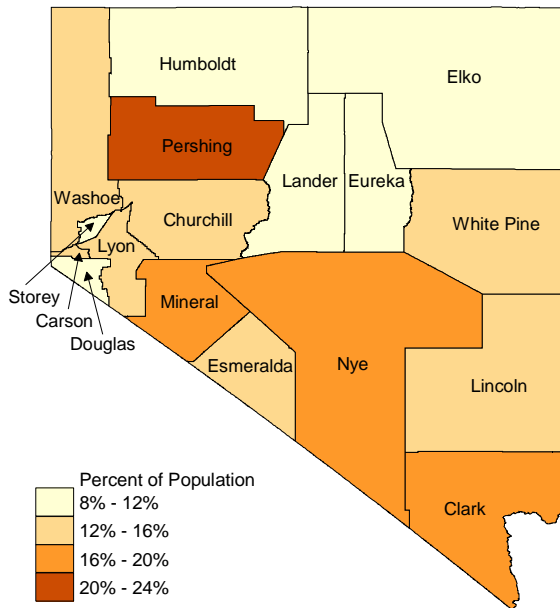 Humboldt
Elko
Pershing
Lander
Eureka
Washoe
Churchill
White Pine
Lyon
Storey
Carson
Mineral
Douglas
Esmeralda
Nye
Lincoln
Clark
Percent of Population
8% - 12%
12% - 16%
16% - 20%
20% - 24%